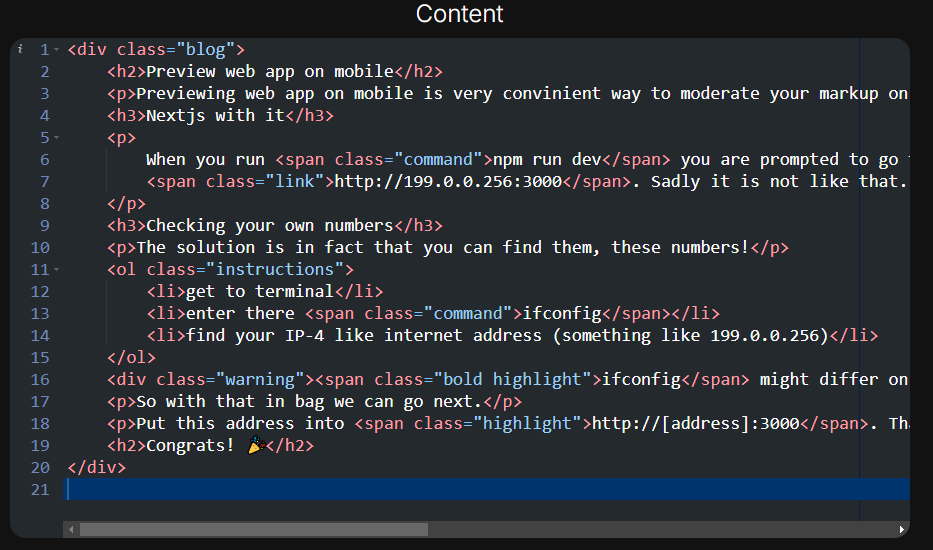 Content
i 1 <div class="blog">
2 <h2>Preview web app on mobile</h2>
3 <p>Previewing web app on mobile is very convinient way to moderate your markup on
4 <h3>Nextjs with it</h3>
5 <p>
6 When you run <span class="command">npm run dev</span> you are prompted to go
7 <span class="link">http://199.0.0.256:3000</span>. Sadly it is not like that.
8 </p>
9 <h3>Checking your own numbers</h3>
10 <p>The solution is in fact that you can find them, these numbers!</p>
11 <ol class="instructions">
12 <li>get to terminal</li>
13 <li>enter there <span class="command">ifconfig</span></li>
14 <li>find your IP-4 like internet address (something like 199.0.0.256)</li>
15 </ol>
16 <div class="warning"><span class="bold highlight">ifconfig</span> might differ on
17 <p>So with that in bag we can go next.</p>
18 <p>Put this address into <span class="highlight">http://[address]:3000</span>. Th
19 <h2>Congrats! 🎉</h2>
20 </div>
21